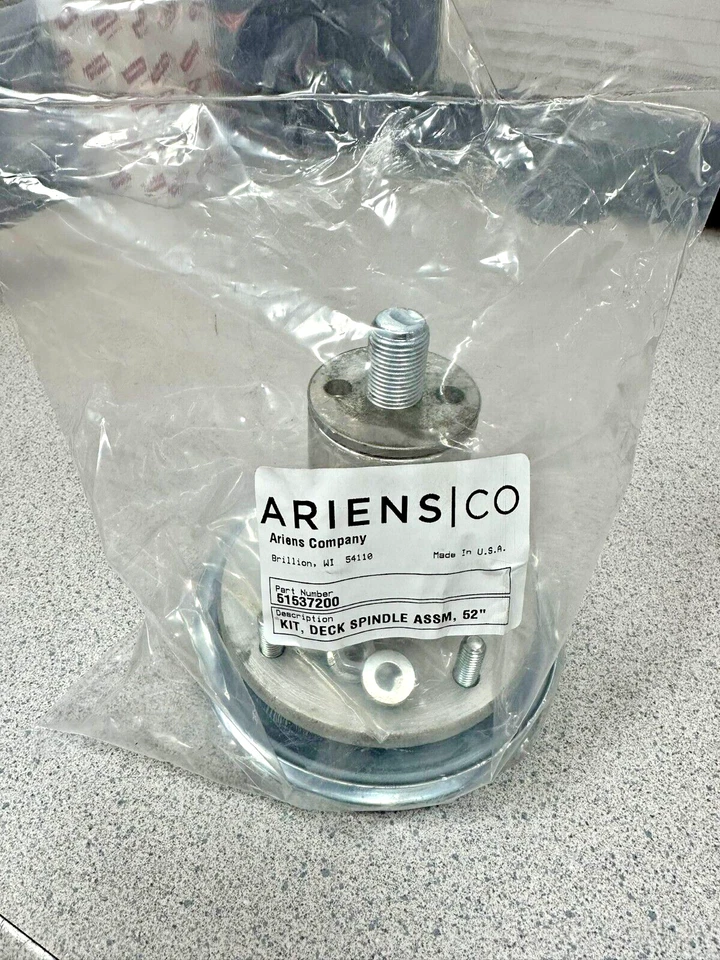 ARIENS|CO
Ariens Company
Brillion, WI 54110 Made In U.S.A.
Part Number
51537200
Description
KIT, DECK SPINDLE ASSM, 52"